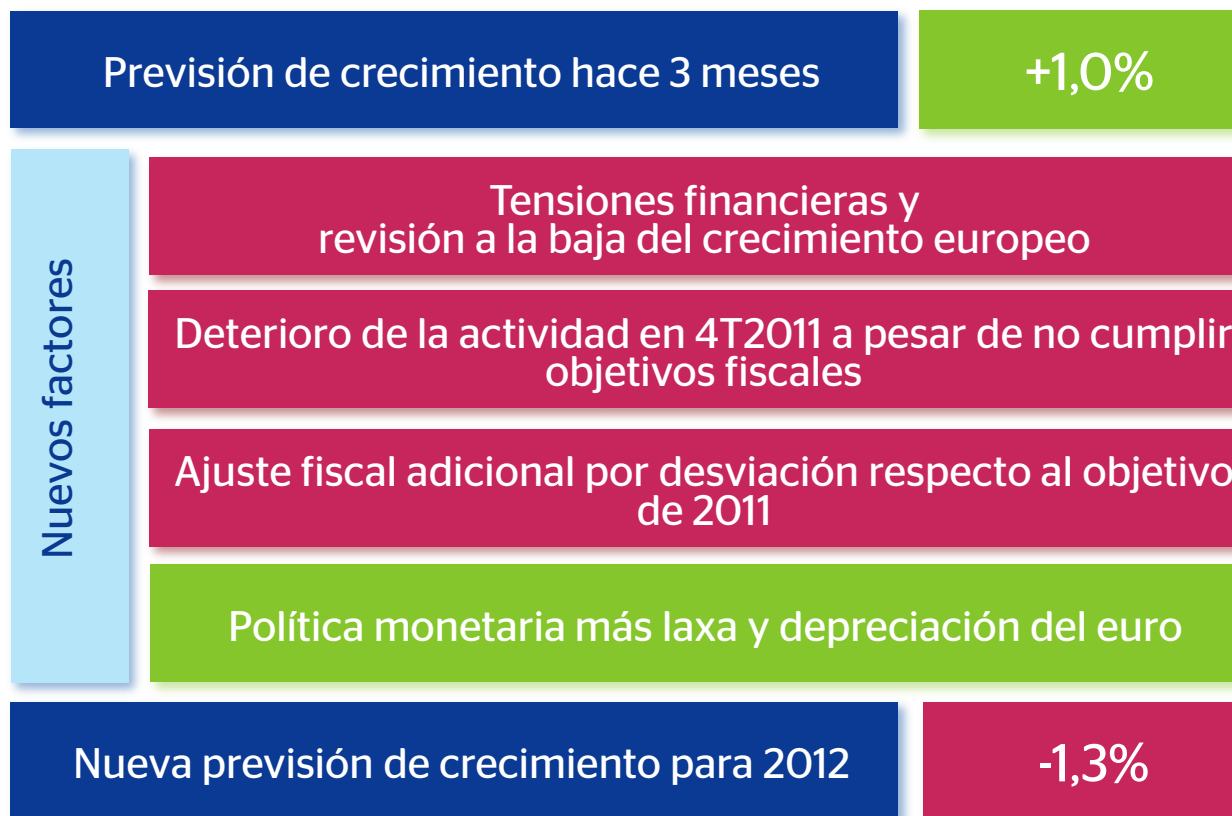 Previsión de crecimiento hace 3 meses
+1,0%
Nuevos factores
Tensiones financieras y
revisión a la baja del crecimiento europeo
Deterioro de la actividad en 4T2011 a pesar de no cumplir
objetivos fiscales
Ajuste fiscal adicional por desviación respecto al objetivo
de 2011
Política monetaria más laxa y depreciación del euro
Nueva previsión de crecimiento para 2012
-1,3%